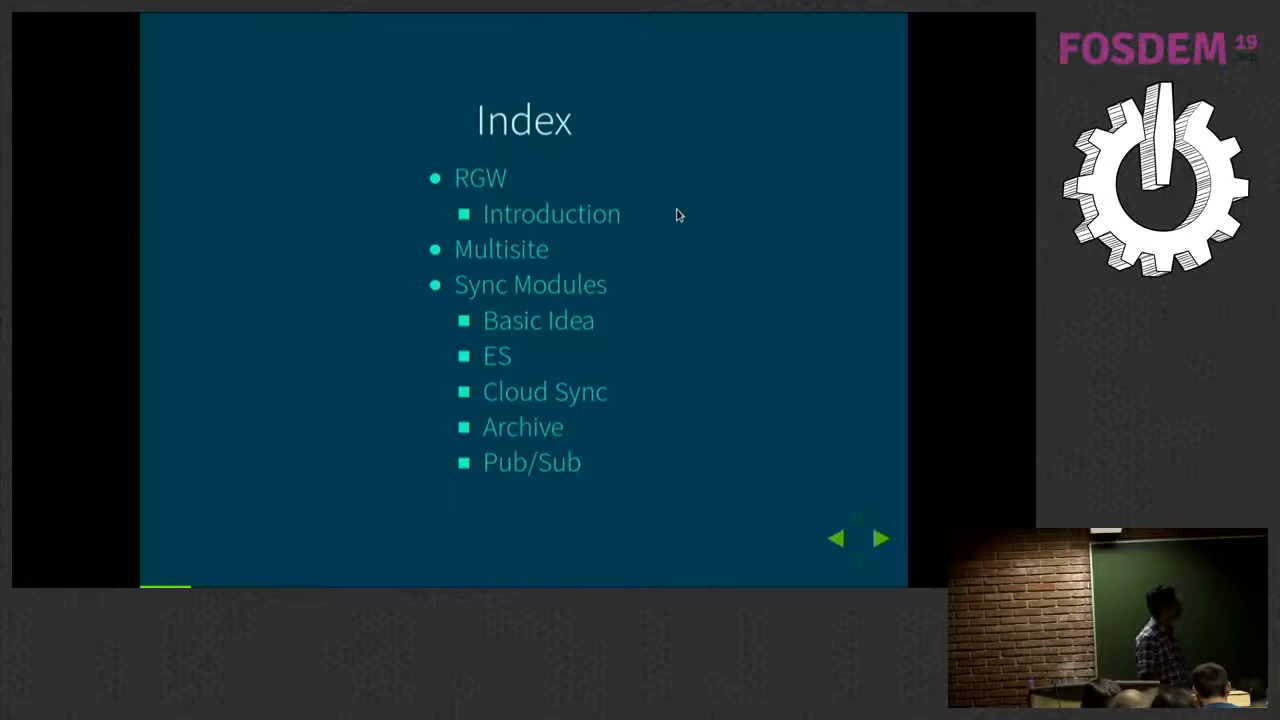 Index
RGW
Introduction
Multisite
Sync Modules
Basic Idea
ES
Cloud Sync
Archive
Pub/Sub
FOSDEM 19